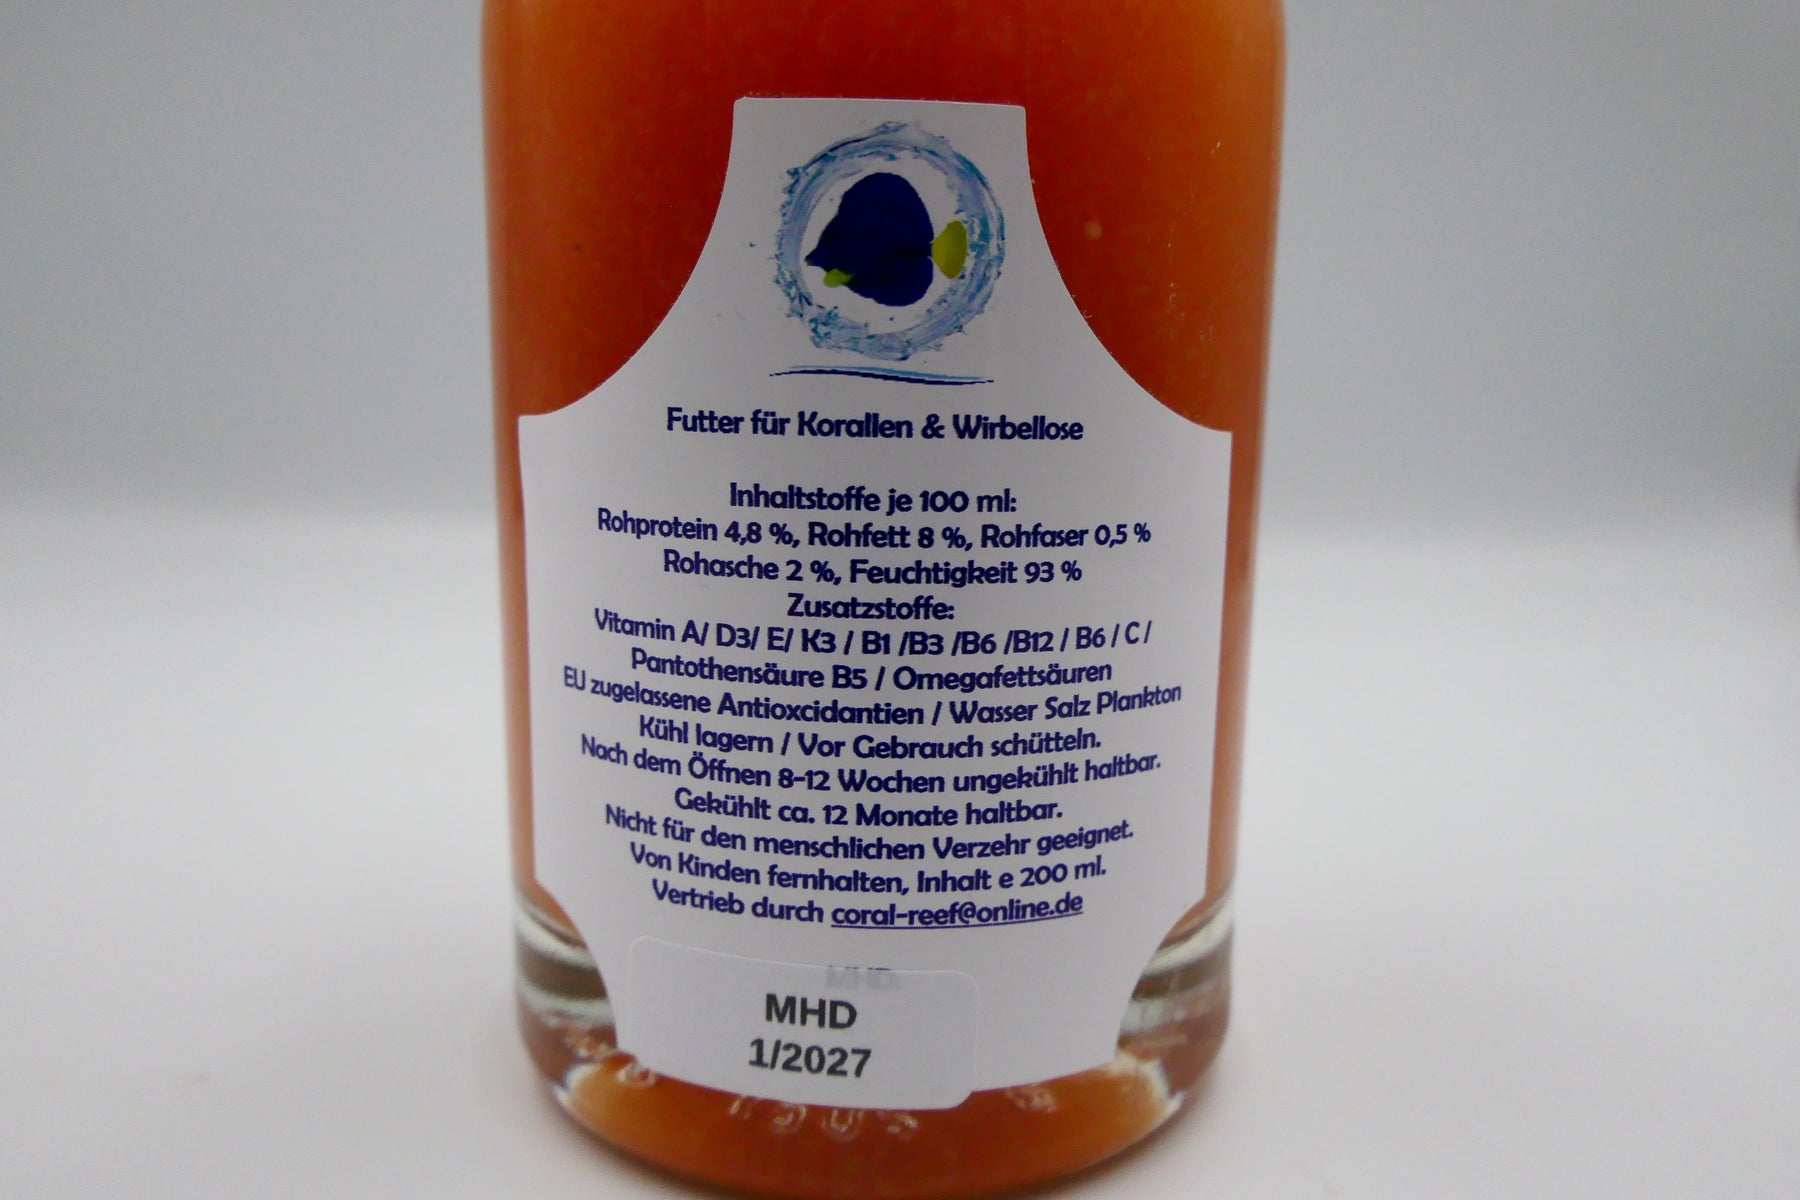 Futter für Korallen & Wirbellose
Inhaltstoffe je 100 ml:
Rohprotein 4,8 %, Rohfett 8 %, Rohfaser 0,5 %
Rohasche 2 %, Feuchtigkeit 93 %
Zusatzstoffe:
Vitamin A/ D3/ E/ K3 / B1 /B3 /B6 /B12 / B6 / C /
Pantothensäure B5 / Omegafettsäuren
EU zugelassene Antioxcidantien / Wasser Salz Plankton
Kühl lagern / Vor Gebrauch schütteln.
Nach dem Öffnen 8-12 Wochen ungekühlt haltbar.
Gekühlt ca. 12 Monate haltbar.
Nicht für den menschlichen Verzehr geeignet.
Von Kinden fernhalten, Inhalt e 200 ml.
Vertrieb durch coral-reef@online.de
MHD
MHD
1/2027